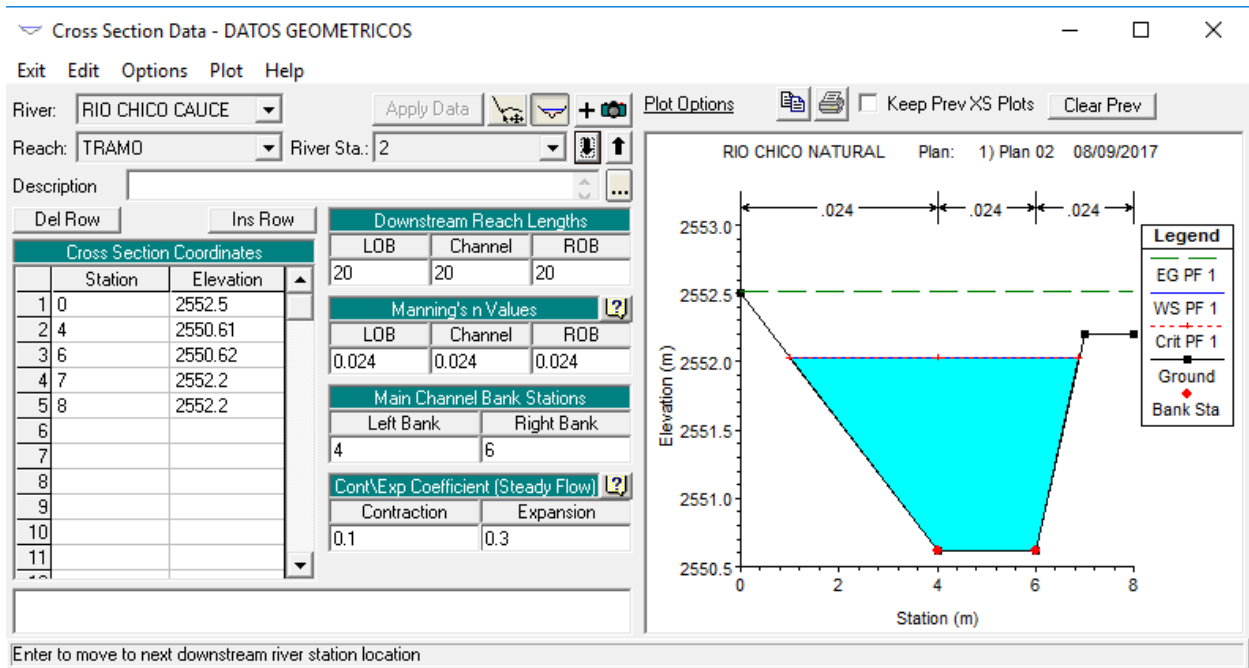 Cross Section Data - DATOS GEOMETRICOS
Exit Edit Options Plot Help
River: RIO CHICO CAUCE Apply Data
Reach: TRAMO River Sta.: 2
Description ...
Del Row Ins Row
Cross Section Coordinates
Station Elevation
1 0 2552.5
2 4 2550.61
3 6 2550.62
4 7 2552.2
5 8 2552.2
6
7
8
9
10
11
Downstream Reach Lengths
LOB Channel ROB
20 20 20
Manning's n Values
LOB Channel ROB
0.024 0.024 0.024
Main Channel Bank Stations
Left Bank Right Bank
4 6
Cont\Exp Coefficient (Steady Flow)
Contraction Expansion
0.1 0.3
Plot Options Keep Prev XS Plots Clear Prev
RIO CHICO NATURAL Plan: 1) Plan 02 08/09/2017
.024 .024 .024
2553.0
2552.5
2552.0
2551.5
2551.0
2550.5
Elevation (m)
0 2 4 6 8
Station (m)
Legend
EG PF 1
WS PF 1
Crit PF 1
Ground
Bank Sta
Enter to move to next downstream river station location